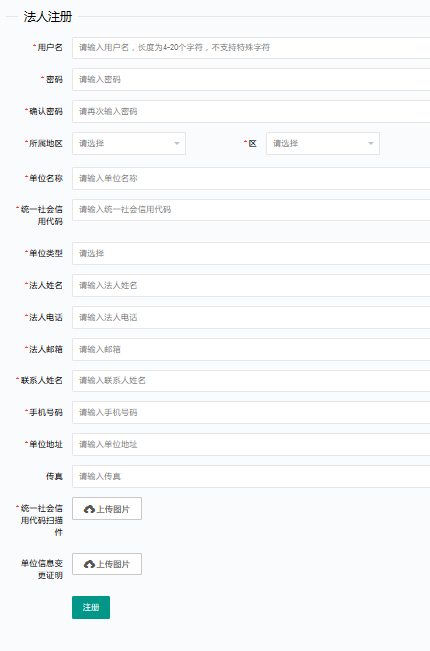 法人注册
*用户名 请输入用户名，长度为4-20个字符，不支持特殊字符
*密码 请输入密码
*确认密码 请再次输入密码
*所属地区 请选择 *区 请选择
*单位名称 请输入单位名称
*统一社会信 请输入统一社会信用代码
用代码
*单位类型 请选择
*法人姓名 请输入法人姓名
*法人电话 请输入法人电话
*法人邮箱 请输入邮箱
*联系人姓名 请输入联系人姓名
*手机号码 请输入手机号码
*单位地址 请输入单位地址
传真 请输入传真
*统一社会信 上传图片
用代码扫描
件
单位信息变 上传图片
更证明
注册